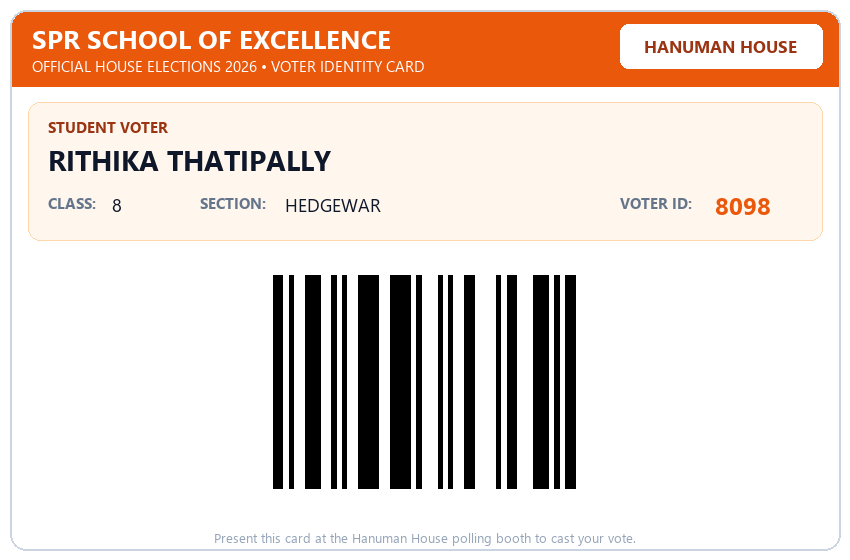 SPR SCHOOL OF EXCELLENCE
OFFICIAL HOUSE ELECTIONS 2026 • VOTER IDENTITY CARD
HANUMAN HOUSE
STUDENT VOTER
RITHIKA THATIPALLY
CLASS: 8 SECTION: HEDGEWAR VOTER ID: 8098
Present this card at the Hanuman House polling booth to cast your vote.